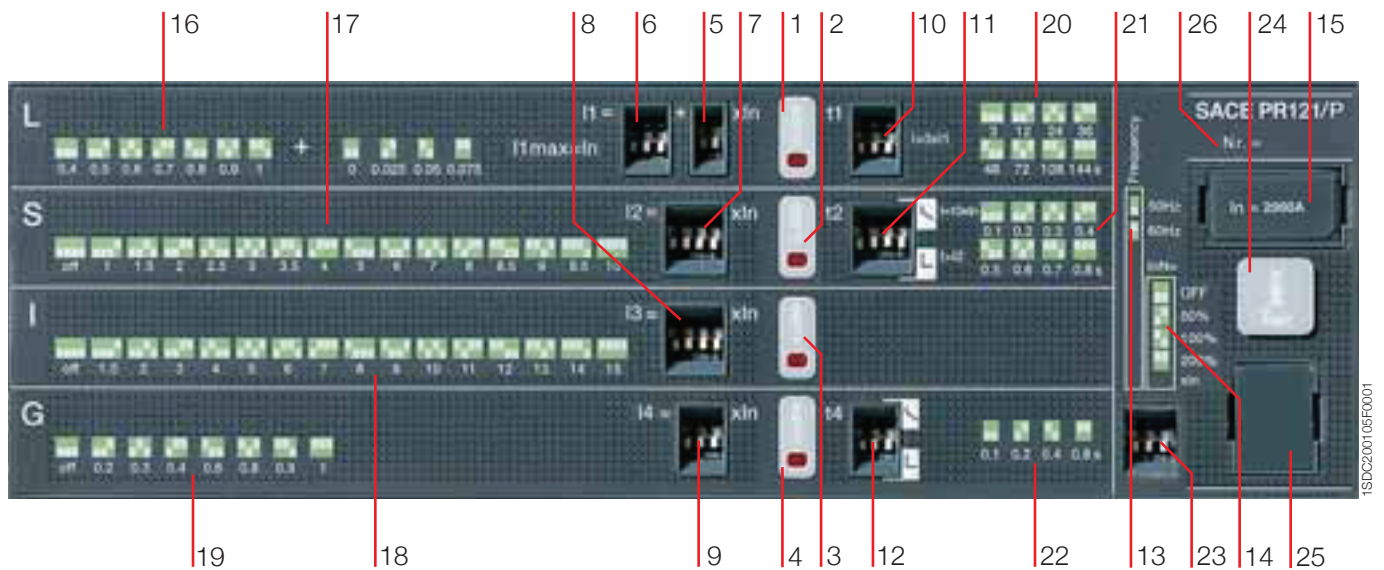 16 17 8 6 5 7 1 2 10 11 20 21 26 24 15
L
I1 = + xIn t1
I1max=In
0.4 0.5 0.6 0.7 0.8 0.9 1 + 0 0.025 0.05 0.075
3 12 24 36
48 72 108 144 s
Frequency
SACE PR121/P
Nr. =
S
I2 = xIn t2
off 1 1.5 2 2.5 3 3.5 4 5 6 7 8 8.5 9 9.5 10
0.1 0.2 0.3 0.4
0.5 0.6 0.7 0.8 s
50Hz
60Hz
InN=
OFF
50%
100%
200%
xIn
I
I3 = xIn
off 1.5 2 3 4 5 6 7 8 9 10 11 12 13 14 15
G
I4 = xIn t4
off 0.2 0.3 0.4 0.6 0.8 0.9 1
0.1 0.2 0.4 0.8 s
1SDC200105F0001
19 18 9 4 3 12 22 13 23 14 25